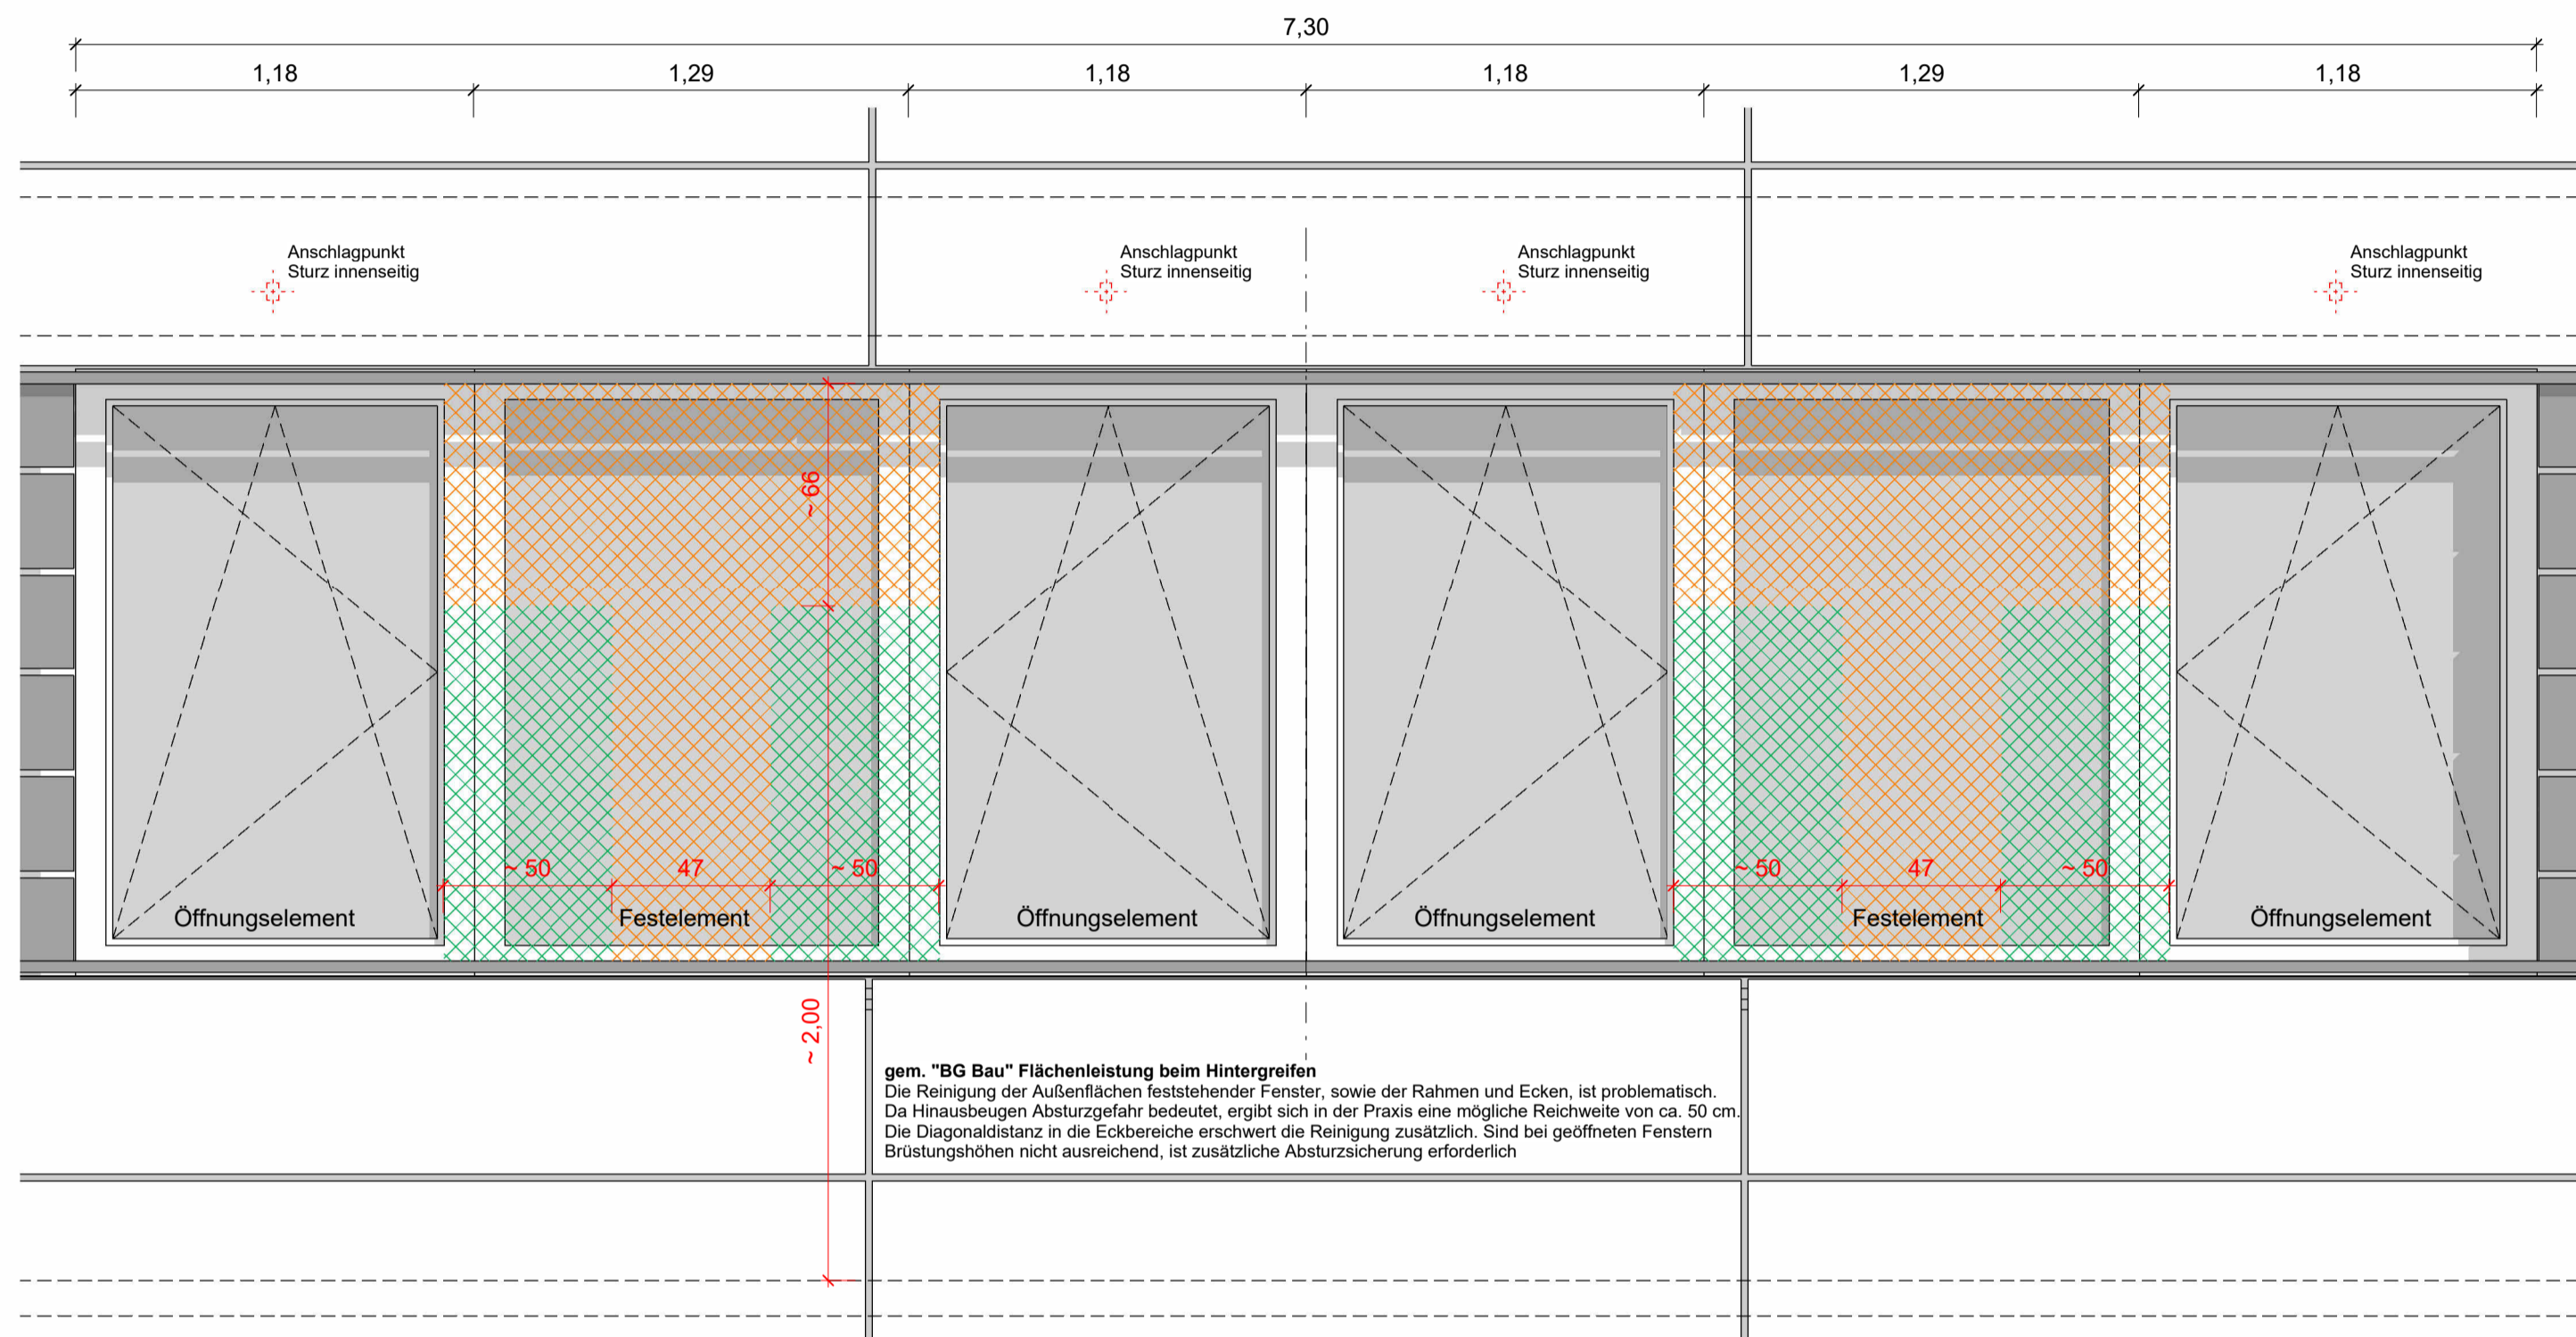 7,30
1,18 1,29 1,18 1,18 1,29 1,18
Anschlagpunkt
Sturz innenseitig
Anschlagpunkt
Sturz innenseitig
Anschlagpunkt
Sturz innenseitig
Anschlagpunkt
Sturz innenseitig
~ 66
~ 50 47 ~ 50 ~ 50 47 ~ 50
Öffnungselement Festelement Öffnungselement Öffnungselement Festelement Öffnungselement
~ 2,00
gem. "BG Bau" Flächenleistung beim Hintergreifen
Die Reinigung der Außenflächen feststehender Fenster, sowie der Rahmen und Ecken, ist problematisch.
Da Hinausbeugen Absturzgefahr bedeutet, ergibt sich in der Praxis eine mögliche Reichweite von ca. 50 cm.
Die Diagonaldistanz in die Eckbereiche erschwert die Reinigung zusätzlich. Sind bei geöffneten Fenstern
Brüstungshöhen nicht ausreichend, ist zusätzliche Absturzsicherung erforderlich